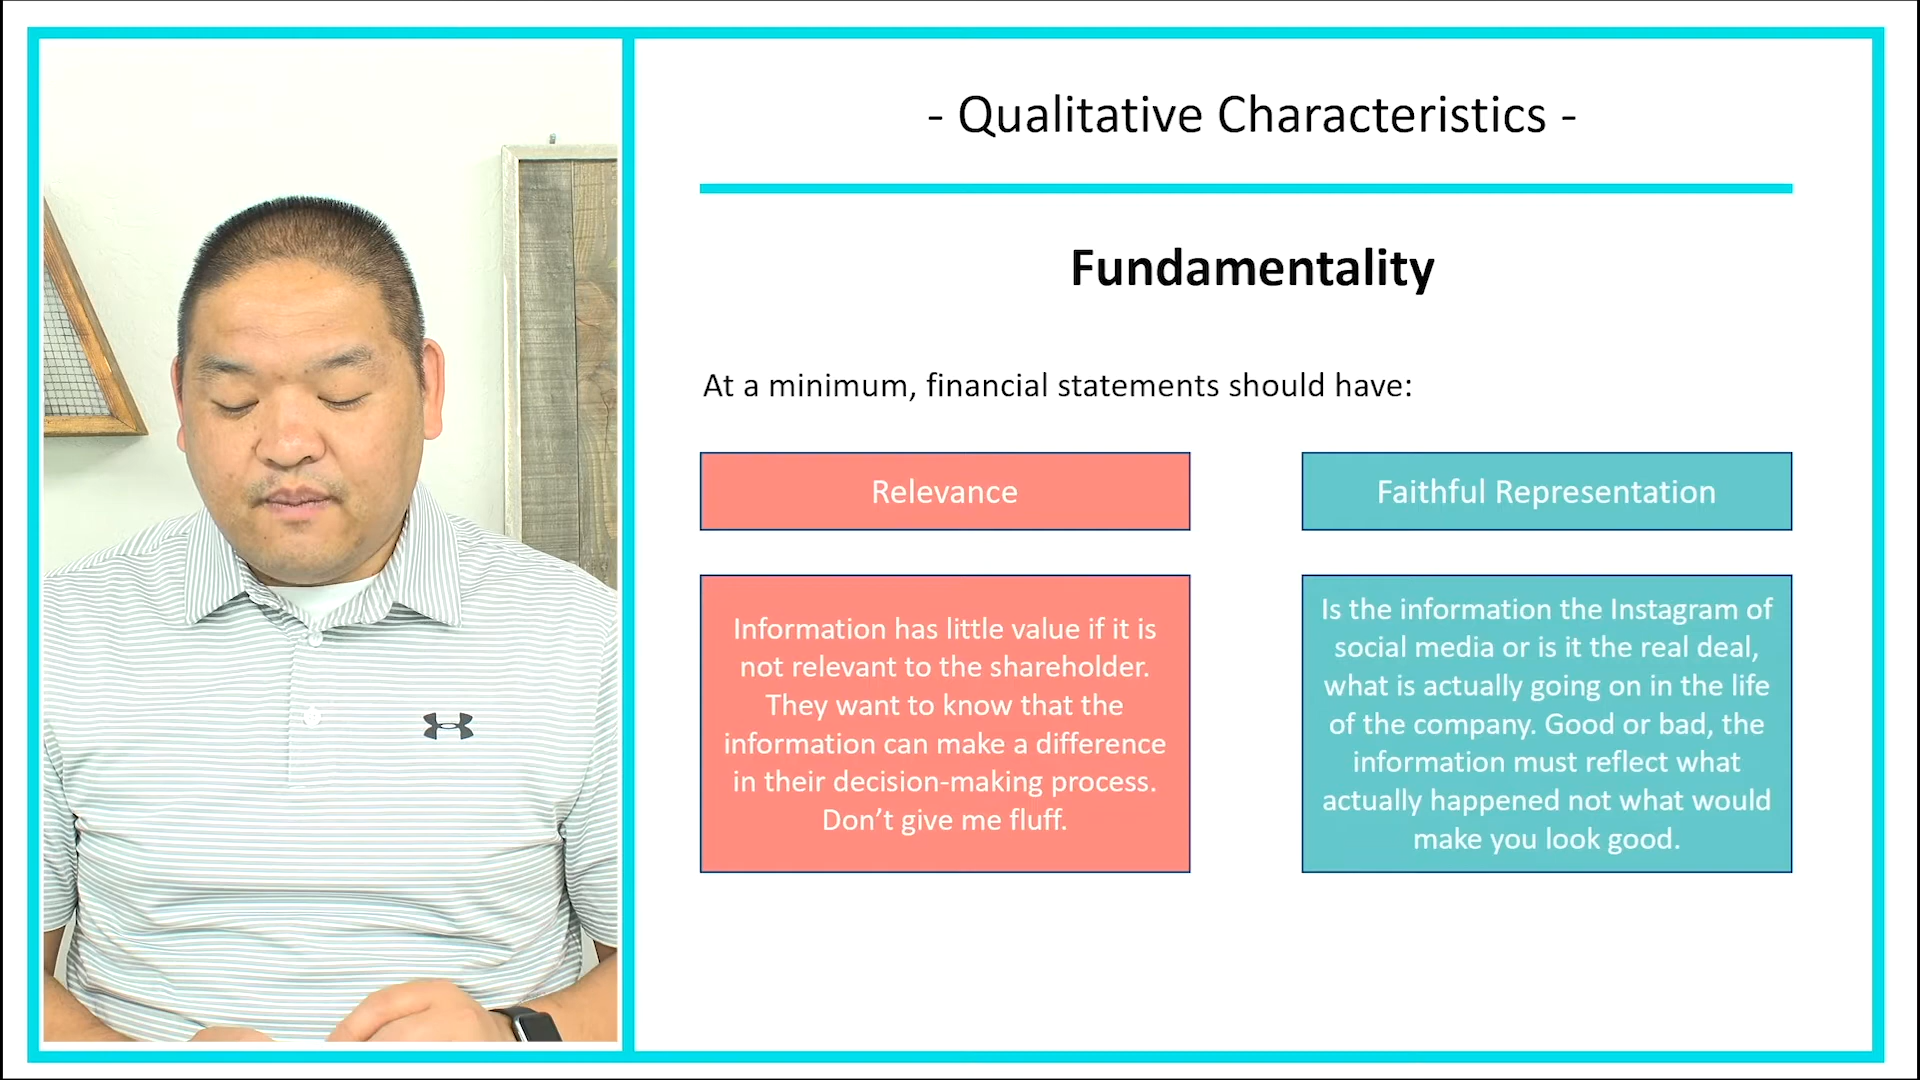 - Qualitative Characteristics -
Fundamentality
At a minimum, financial statements should have:
Relevance
Faithful Representation
Information has little value if it is
not relevant to the shareholder.
They want to know that the
information can make a difference
in their decision-making process.
Don’t give me fluff.
Is the information the Instagram of
social media or is it the real deal,
what is actually going on in the life
of the company. Good or bad, the
information must reflect what
actually happened not what would
make you look good.